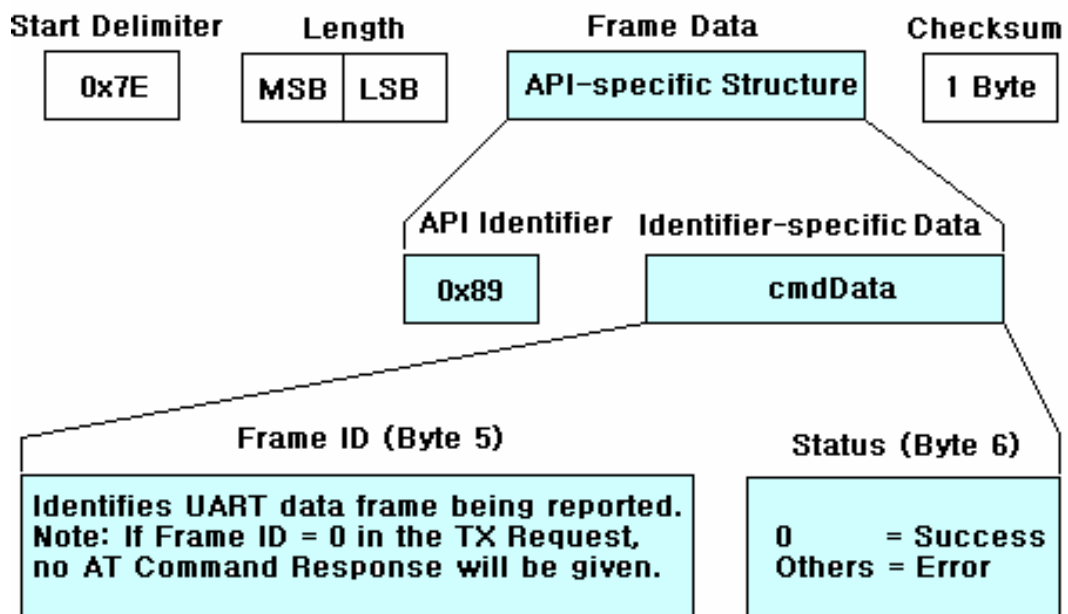 Start Delimiter Length Frame Data Checksum
0x7E MSB LSB API-specific Structure 1 Byte
API Identifier Identifier-specific Data
0x89 cmdData
Frame ID (Byte 5) Status (Byte 6)
Identifies UART data frame being reported.
Note: If Frame ID = 0 in the TX Request,
no AT Command Response will be given.
0 = Success
Others = Error